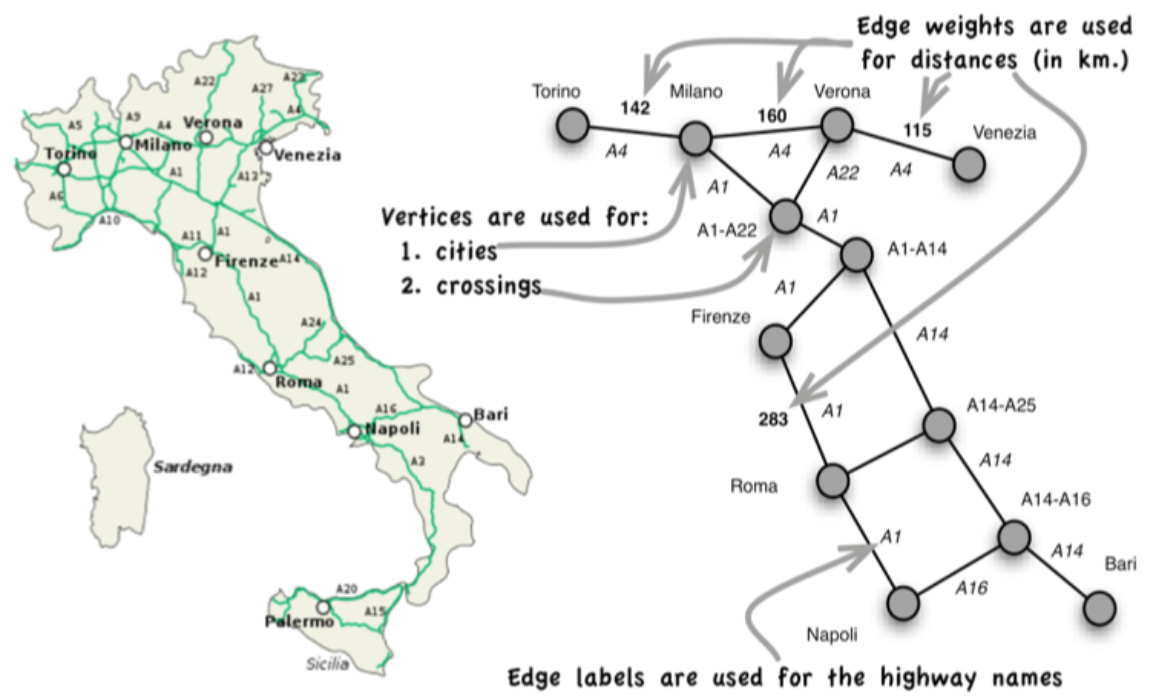 A22
A23
A27
A9
A4
A4
A5
Verona
Milano
Venezia
Torino
A1
A13
A6
A10
A1
A11
Firenze
A14
A12
A1
A24
A25
A12
Roma
A1
A16
Bari
Napoli
A14
A3
Sardegna
A20
A15
Palermo
Sicilia
Edge weights are used
for distances (in km.)
Torino
142
Milano
160
Verona
115
Venezia
A4
A4
A4
A1
A22
Vertices are used for:
1. cities
2. crossings
A1-A22
A1
A1-A14
A1
Firenze
A14
283
A1
A14-A25
A14
Roma
A14-A16
A1
A14
Bari
A16
Napoli
Edge labels are used for the highway names